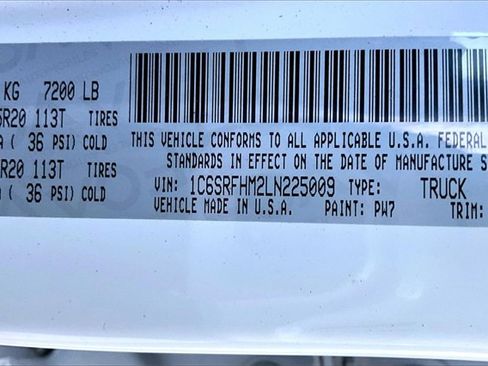 KG 7200 LB
5R20 113T TIRES
( 36 PSI) COLD
R20 113T TIRES
( 36 PSI) COLD
THIS VEHICLE CONFORMS TO ALL APPLICABLE U.S.A. FEDERAL
STANDARDS IN EFFECT ON THE DATE OF MANUFACTURE S
VIN: 1C6SRFHM2LN225009 TYPE: TRUCK
VEHICLE MADE IN U.S.A. PAINT: PW7 TRIM: